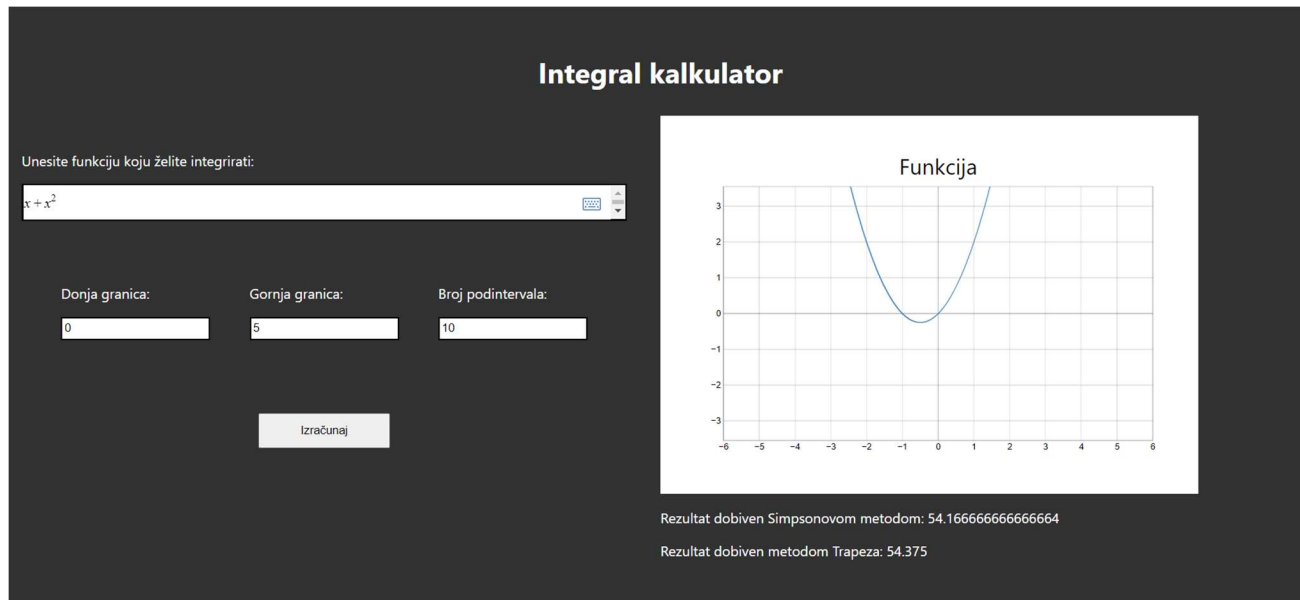 Integral kalkulator
Unesite funkciju koju želite integrirati:
x + x²
Donja granica: Gornja granica: Broj podintervala:
0 5 10
Izračunaj
Funkcija
3
2
1
0
−1
−2
−3
−6 −5 −4 −3 −2 −1 0 1 2 3 4 5 6
Rezultat dobiven Simpsonovom metodom: 54.166666666666664
Rezultat dobiven metodom Trapeza: 54.375